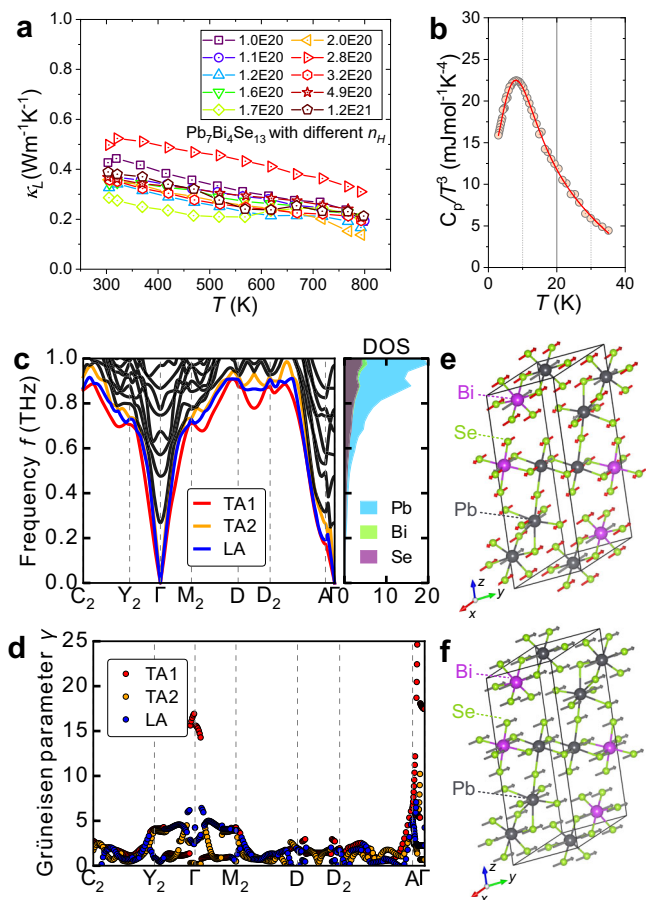 a
1.0
0.8
0.6
0.4
0.2
0.0
κL(Wm⁻¹K⁻¹)
1.0E20 2.0E20
1.1E20 2.8E20
1.2E20 3.2E20
1.6E20 4.9E20
1.7E20 1.2E21
Pb₇Bi₄Se₁₃ with different nH
300 400 500 600 700 800
T (K)
b
30
25
20
15
10
5
0
Cp/T³ (mJmol⁻¹K⁻⁴)
0 20 40
T (K)
c
1.0
0.8
0.6
0.4
0.2
0.0
Frequency f (THz)
TA1
TA2
LA
C₂ Y₂ Γ M₂ D D₂ A Γ
DOS
Pb
Bi
Se
0 10 20
d
25
20
15
10
5
0
Grüneisen parameter γ
TA1
TA2
LA
C₂ Y₂ Γ M₂ D D₂ A Γ
e
Bi
Se
Pb
z
y
x
f
Bi
Se
Pb
z
y
x